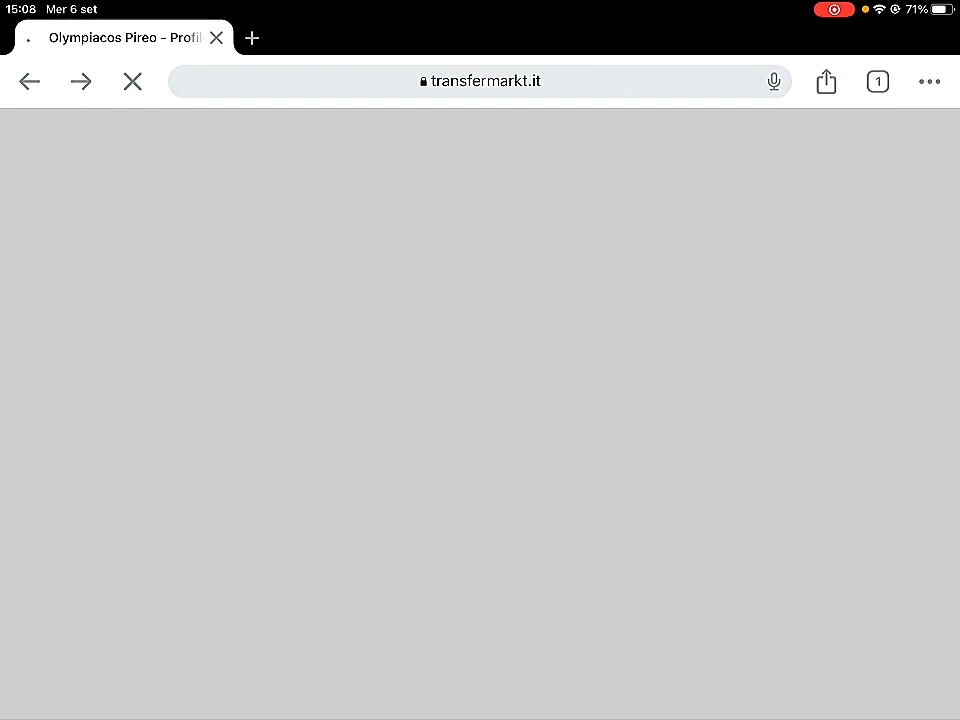 15:08 Mer 6 set 71%
Olympiacos Pireo - Profil
transfermarkt.it
1